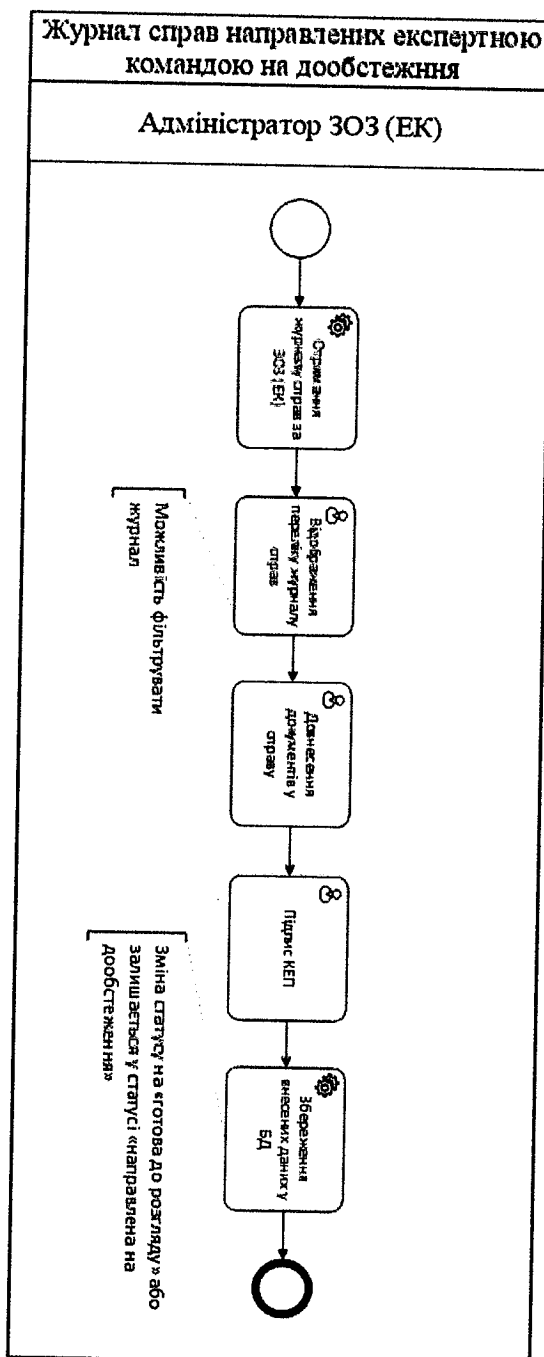 Журнал справ направлених експертною
командою на дообстежння
Адміністратор ЗОЗ (ЕК)
Отримання
журналу справ за
ЗОЗ (ЕК)
Відображення
переліку журналу
справ
Можливість фільтрувати
журнал
Довнесення
документів у
справу
Підпис КЕП
Збереження
внесених даних у
БД
Зміна статусу на «готова до розгляду» або
залишається у статусі «направлена на
дообстеження»